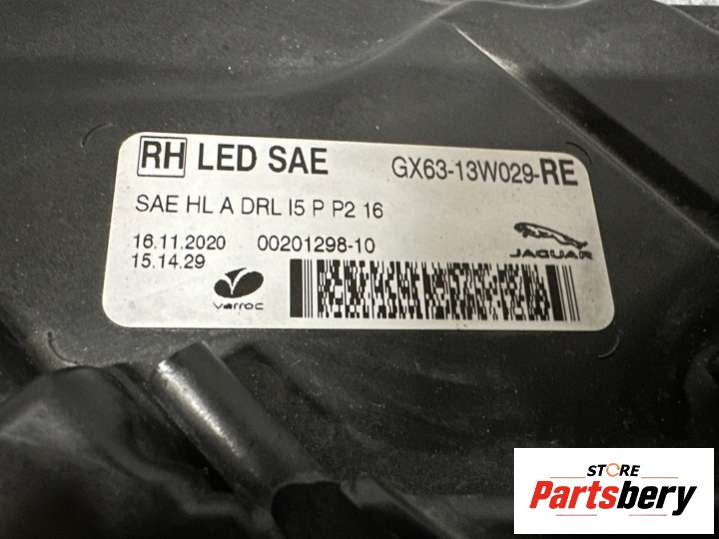 RH LED SAE GX63-13W029-RE
SAE HL A DRL I5 P P2 16
16.11.2020 00201298-10
15.14.29
varroc
JAGUAR
STORE
Partsbery